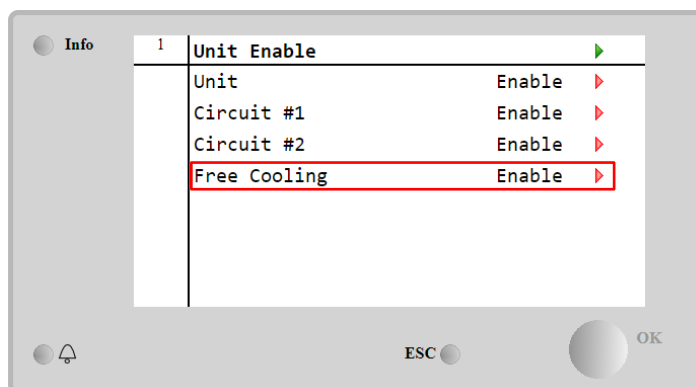 Info
1 Unit Enable
Unit Enable
Circuit #1 Enable
Circuit #2 Enable
Free Cooling Enable
ESC
OK